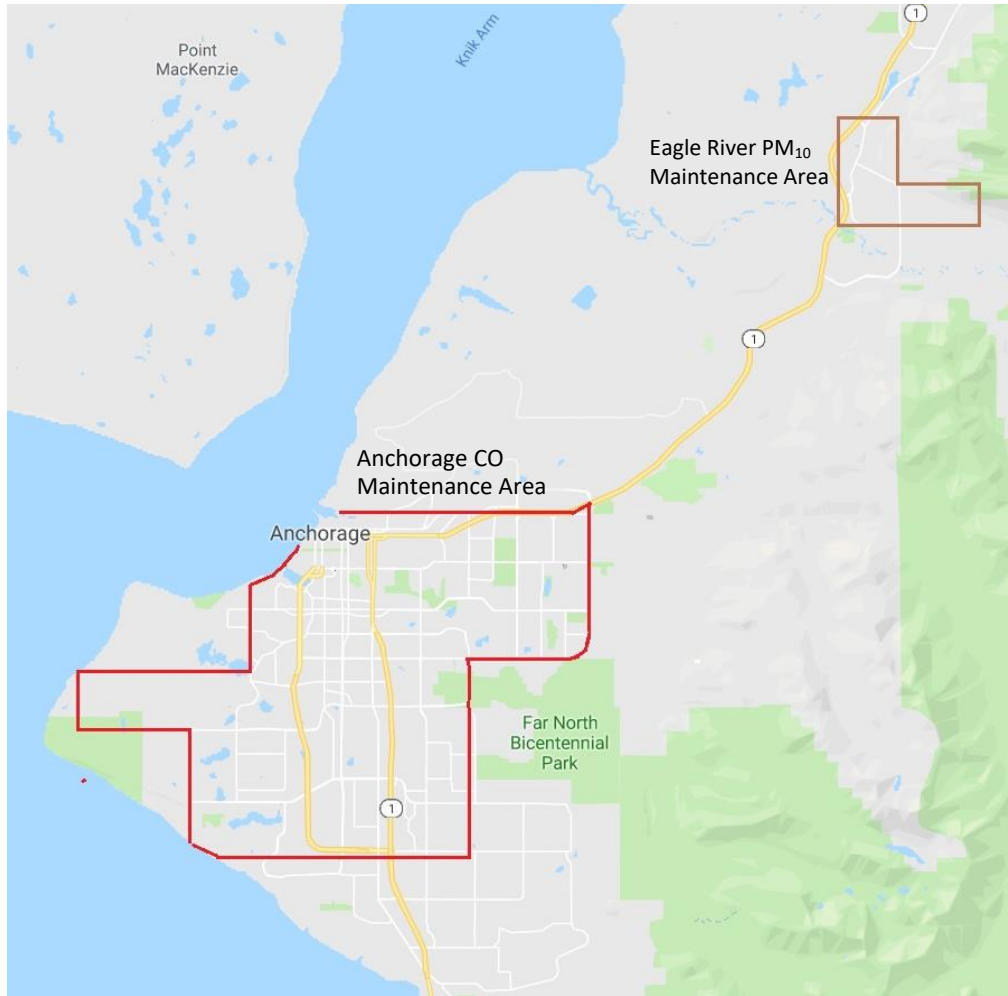 1
Point
MacKenzie
Knik Arm
Eagle River PM₁₀
Maintenance Area
1
Anchorage CO
Maintenance Area
Anchorage
Far North
Bicentennial
Park
1